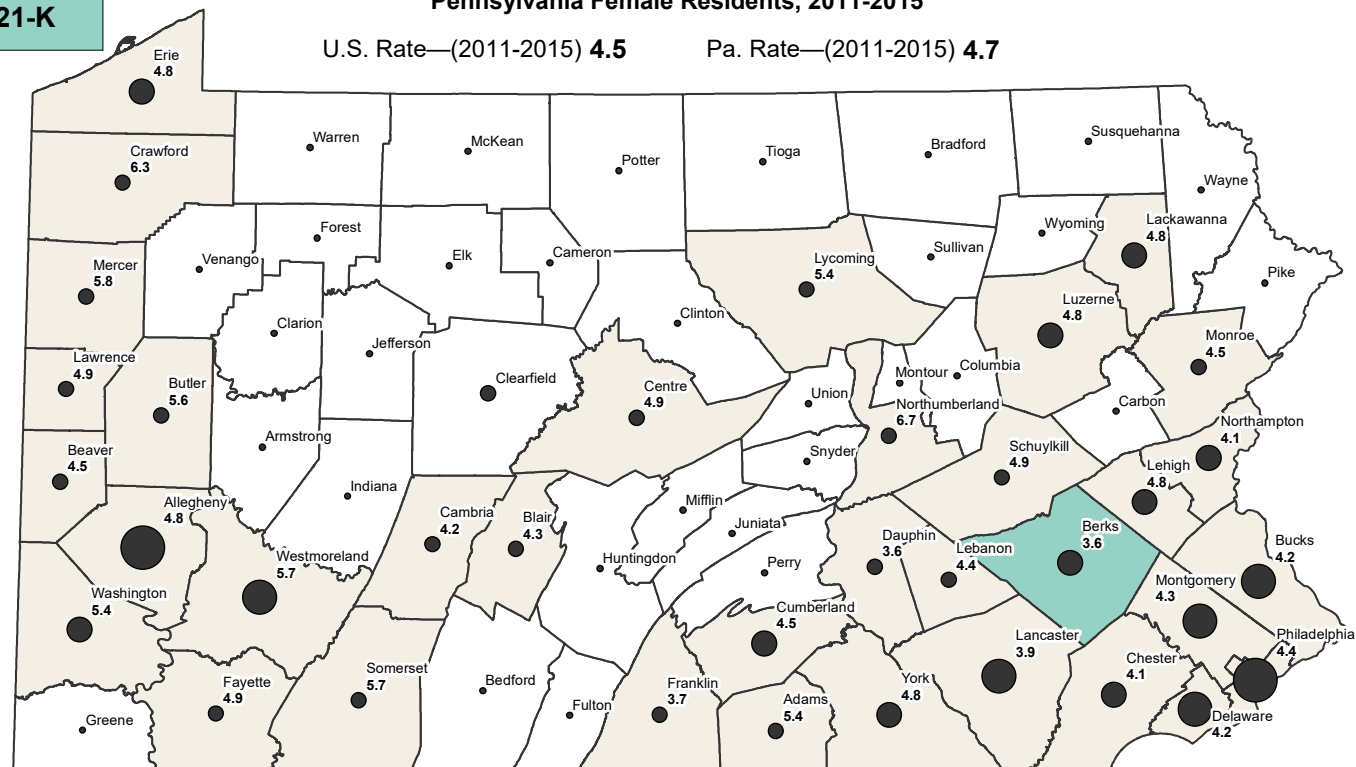 21-K
Pennsylvania Female Residents, 2011-2015
U.S. Rate—(2011-2015) 4.5
Pa. Rate—(2011-2015) 4.7
Erie
4.8
Warren
McKean
Potter
Tioga
Bradford
Susquehanna
Wayne
Crawford
6.3
Forest
Venango
Elk
Cameron
Clinton
Lycoming
5.4
Sullivan
Wyoming
Lackawanna
4.8
Pike
Mercer
5.8
Clarion
Jefferson
Luzerne
4.8
Monroe
4.5
Lawrence
4.9
Butler
5.6
Clearfield
Centre
4.9
Union
Montour
Columbia
Northumberland
6.7
Carbon
Northampton
4.1
Beaver
4.5
Armstrong
Indiana
Snyder
Schuylkill
4.9
Lehigh
4.8
Allegheny
4.8
Cambria
4.2
Blair
4.3
Mifflin
Juniata
Huntingdon
Perry
Dauphin
3.6
Lebanon
4.4
Berks
3.6
Bucks
4.2
Westmoreland
5.7
Washington
5.4
Cumberland
4.5
Montgomery
4.3
Philadelphia
4.4
Lancaster
3.9
Chester
4.1
Delaware
4.2
Greene
Fayette
4.9
Somerset
5.7
Bedford
Fulton
Franklin
3.7
Adams
5.4
York
4.8